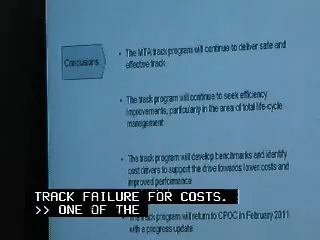 Conclusions
• The MTA track program will continue to deliver safe and
effective track
• The track program will continue to seek efficiency
improvements, particularly in the area of total life-cycle
management
• The track program will develop benchmarks and identify
cost drivers to support the drive towards lower costs and
improved performance
TRACK FAILURE FOR COSTS.
>> ONE OF THE
track program will return to CPOC in February 2011
with a progress update